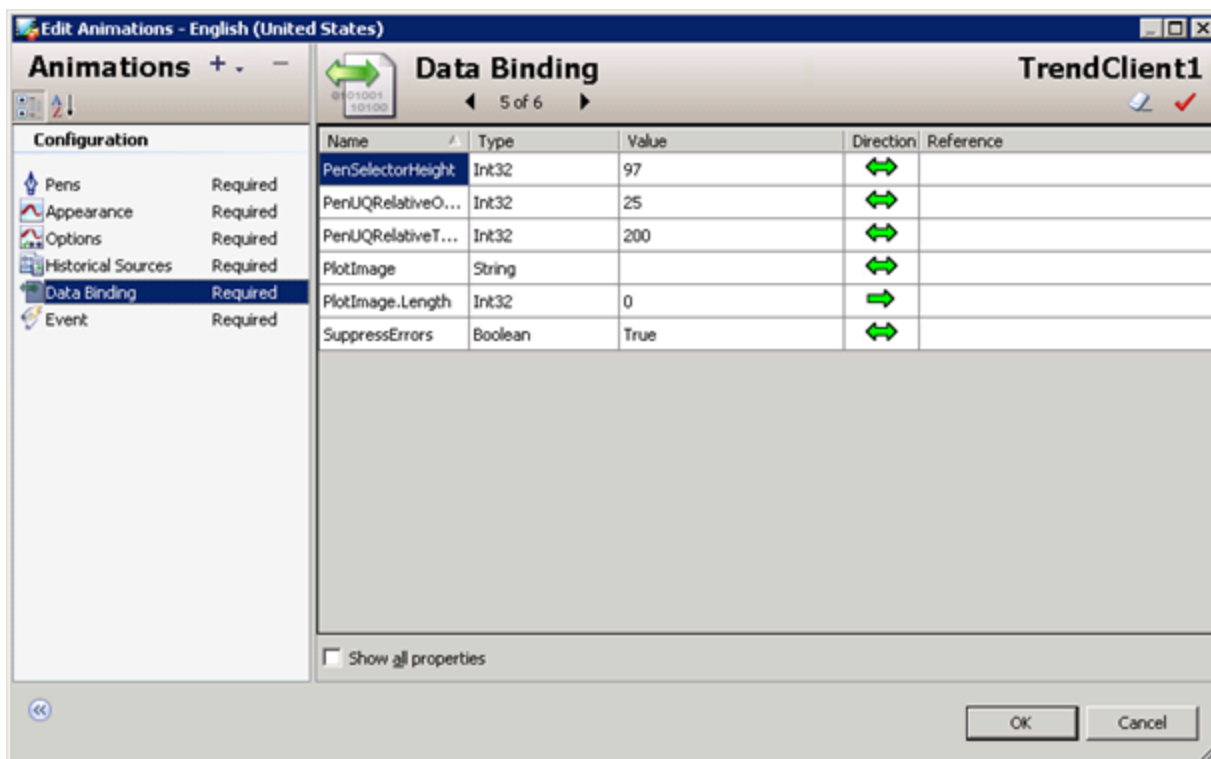 Edit Animations - English (United States)
Animations + -
Data Binding
TrendClient1
5 of 6
0101001
10100
A
Z
Configuration
Pens Required
Appearance Required
Options Required
Historical Sources Required
Data Binding Required
Event Required
Name Type Value Direction Reference
PenSelectorHeight Int32 97
PenUQRelativeO... Int32 25
PenUQRelativeT... Int32 200
PlotImage String
PlotImage.Length Int32 0
SuppressErrors Boolean True
Show all properties
OK Cancel